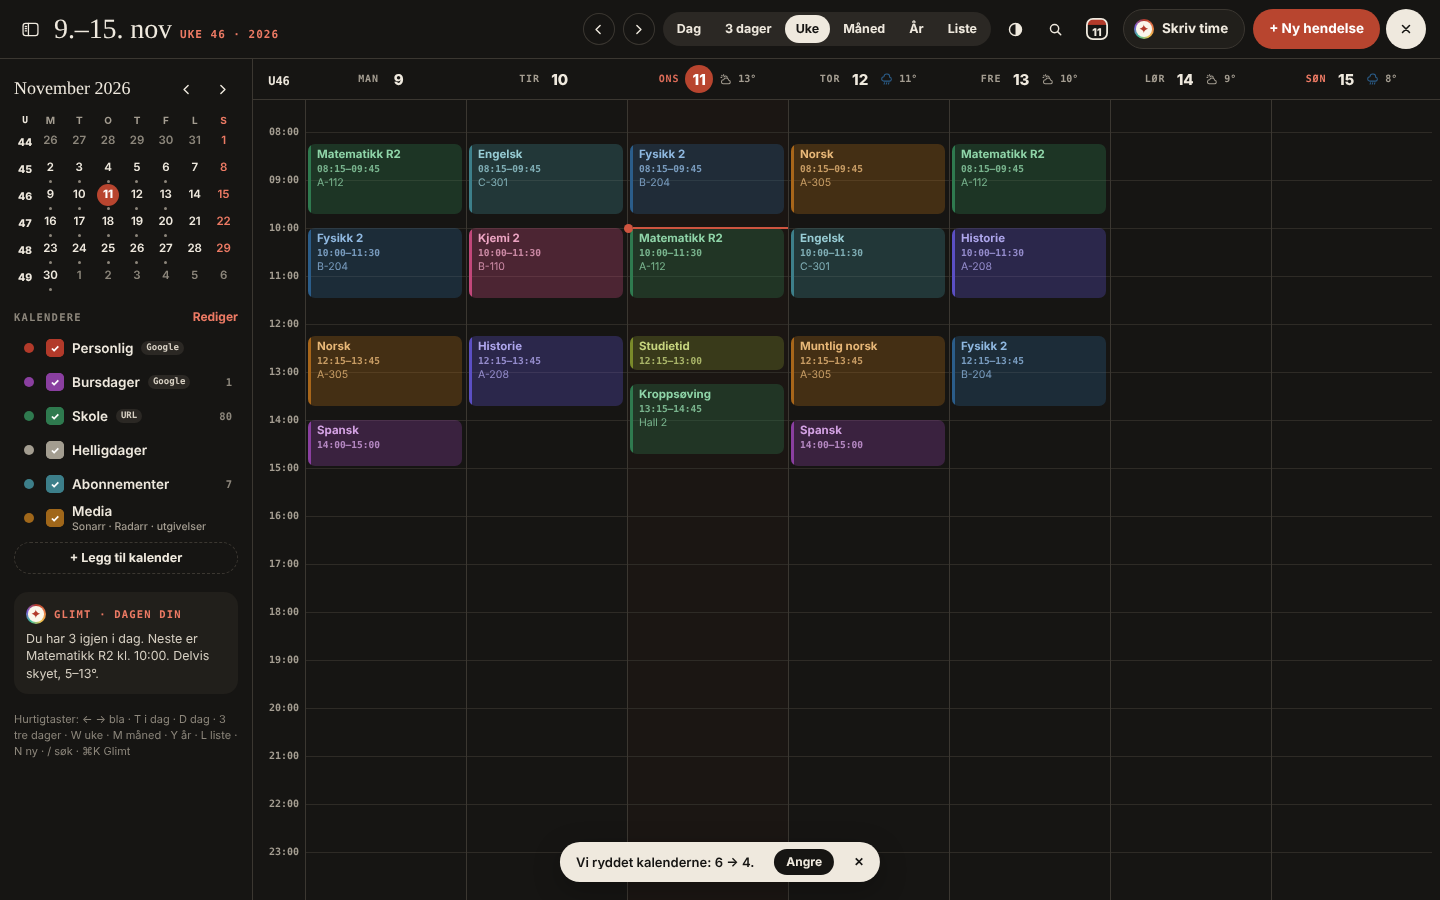 9.–15. nov UKE 46 · 2026
Dag 3 dager Uke Måned År Liste
11
Skriv time
+ Ny hendelse
November 2026
U M T O T F L S
44 26 27 28 29 30 31 1
45 2 3 4 5 6 7 8
46 9 10 11 12 13 14 15
47 16 17 18 19 20 21 22
48 23 24 25 26 27 28 29
49 30 1 2 3 4 5 6
KALENDERE Rediger
Personlig Google
Bursdager Google 1
Skole URL 80
Helligdager
Abonnementer 7
Media
Sonarr · Radarr · utgivelser
+ Legg til kalender
GLIMT · DAGEN DIN
Du har 3 igjen i dag. Neste er
Matematikk R2 kl. 10:00. Delvis
skyet, 5–13°.
Hurtigtaster: ← → bla · T i dag · D dag · 3
tre dager · W uke · M måned · Y år · L liste ·
N ny · / søk · ⌘K Glimt
U46 MAN 9 TIR 10 ONS 11 13° TOR 12 11° FRE 13 10° LØR 14 9° SØN 15 8°
08:00
09:00
10:00
11:00
12:00
13:00
14:00
15:00
16:00
17:00
18:00
19:00
20:00
21:00
22:00
23:00
Matematikk R2
08:15–09:45
A-112
Fysikk 2
10:00–11:30
B-204
Norsk
12:15–13:45
A-305
Spansk
14:00–15:00
Engelsk
08:15–09:45
C-301
Kjemi 2
10:00–11:30
B-110
Historie
12:15–13:45
A-208
Fysikk 2
08:15–09:45
B-204
Matematikk R2
10:00–11:30
A-112
Studietid
12:15–13:00
Kroppsøving
13:15–14:45
Hall 2
Norsk
08:15–09:45
A-305
Engelsk
10:00–11:30
C-301
Muntlig norsk
12:15–13:45
A-305
Spansk
14:00–15:00
Matematikk R2
08:15–09:45
A-112
Historie
10:00–11:30
A-208
Fysikk 2
12:15–13:45
B-204
Vi ryddet kalenderne: 6 → 4. Angre ×